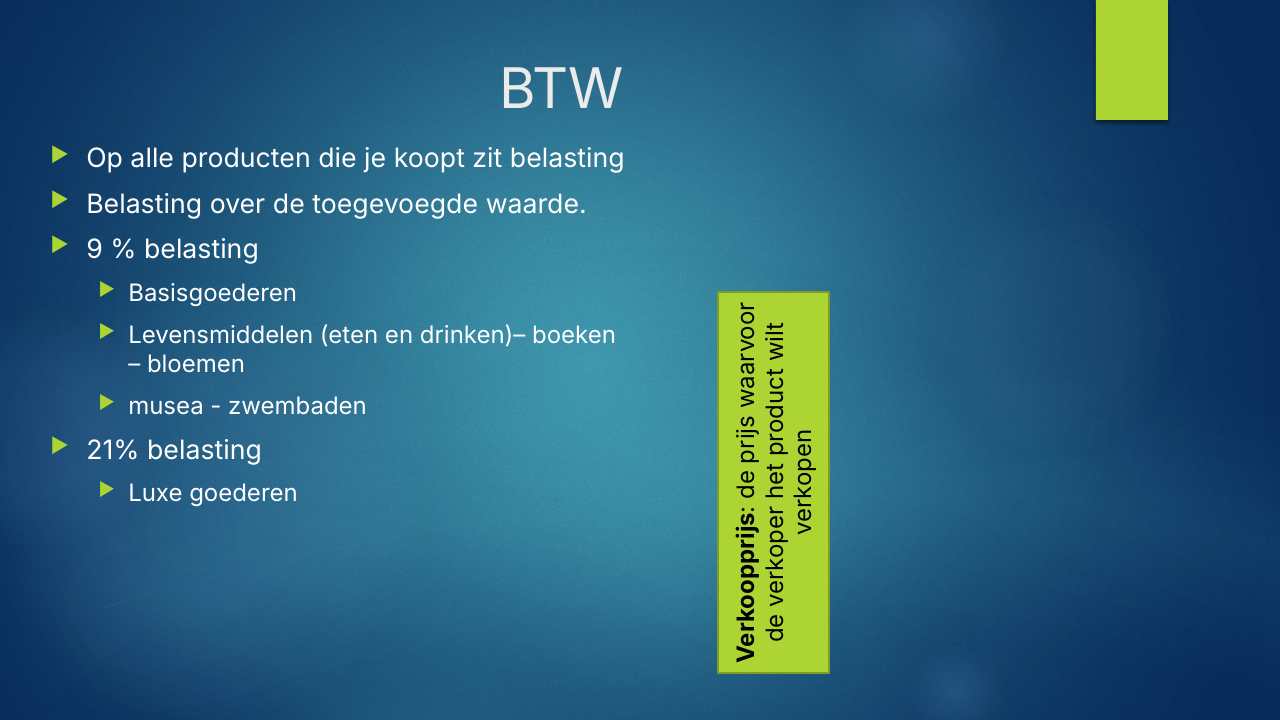 BTW
Op alle producten die je koopt zit belasting
Belasting over de toegevoegde waarde.
9 % belasting
Basisgoederen
Levensmiddelen (eten en drinken)– boeken
– bloemen
musea - zwembaden
21% belasting
Luxe goederen
Verkoopprijs: de prijs waarvoor
de verkoper het product wilt
verkopen